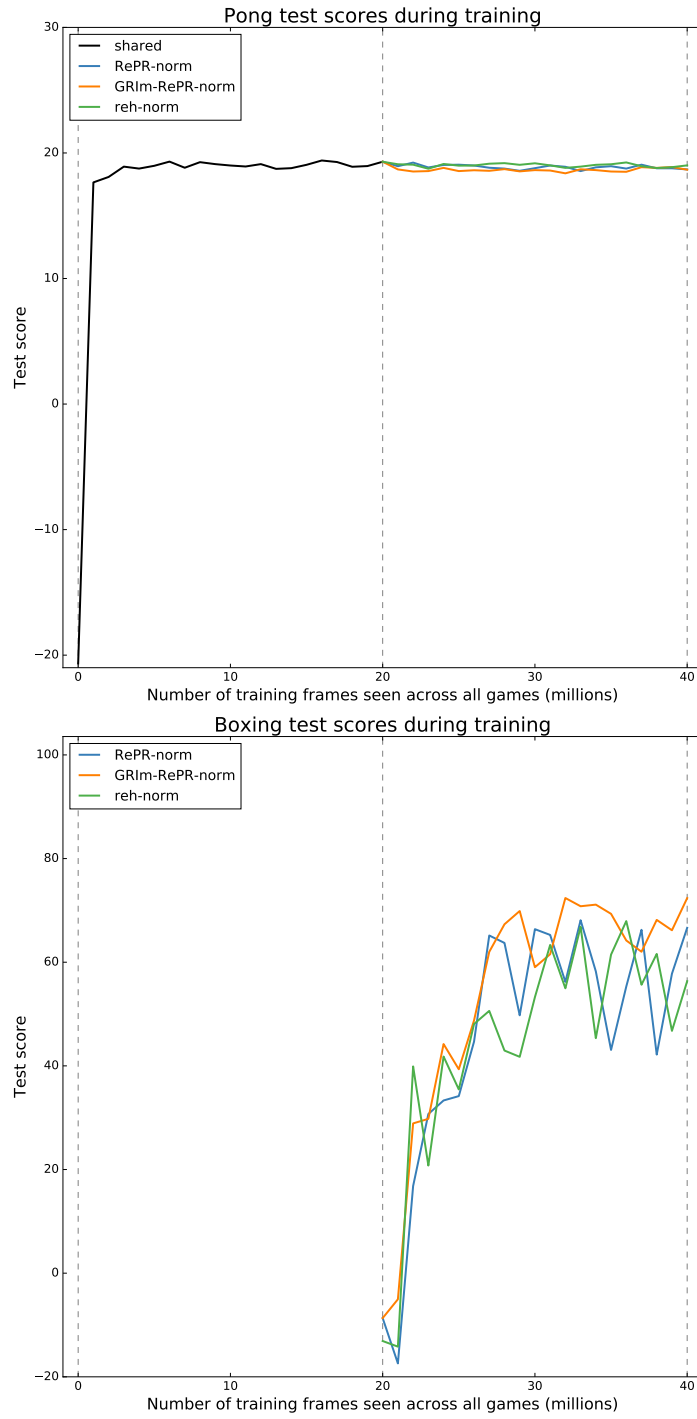 Pong test scores during training
30
shared
RePR-norm
GRIm-RePR-norm
reh-norm
20
10
Test score
0
−10
−20
0 10 20 30 40
Number of training frames seen across all games (millions)
Boxing test scores during training
100
RePR-norm
GRIm-RePR-norm
reh-norm
80
60
Test score
40
20
0
−20
0 10 20 30 40
Number of training frames seen across all games (millions)